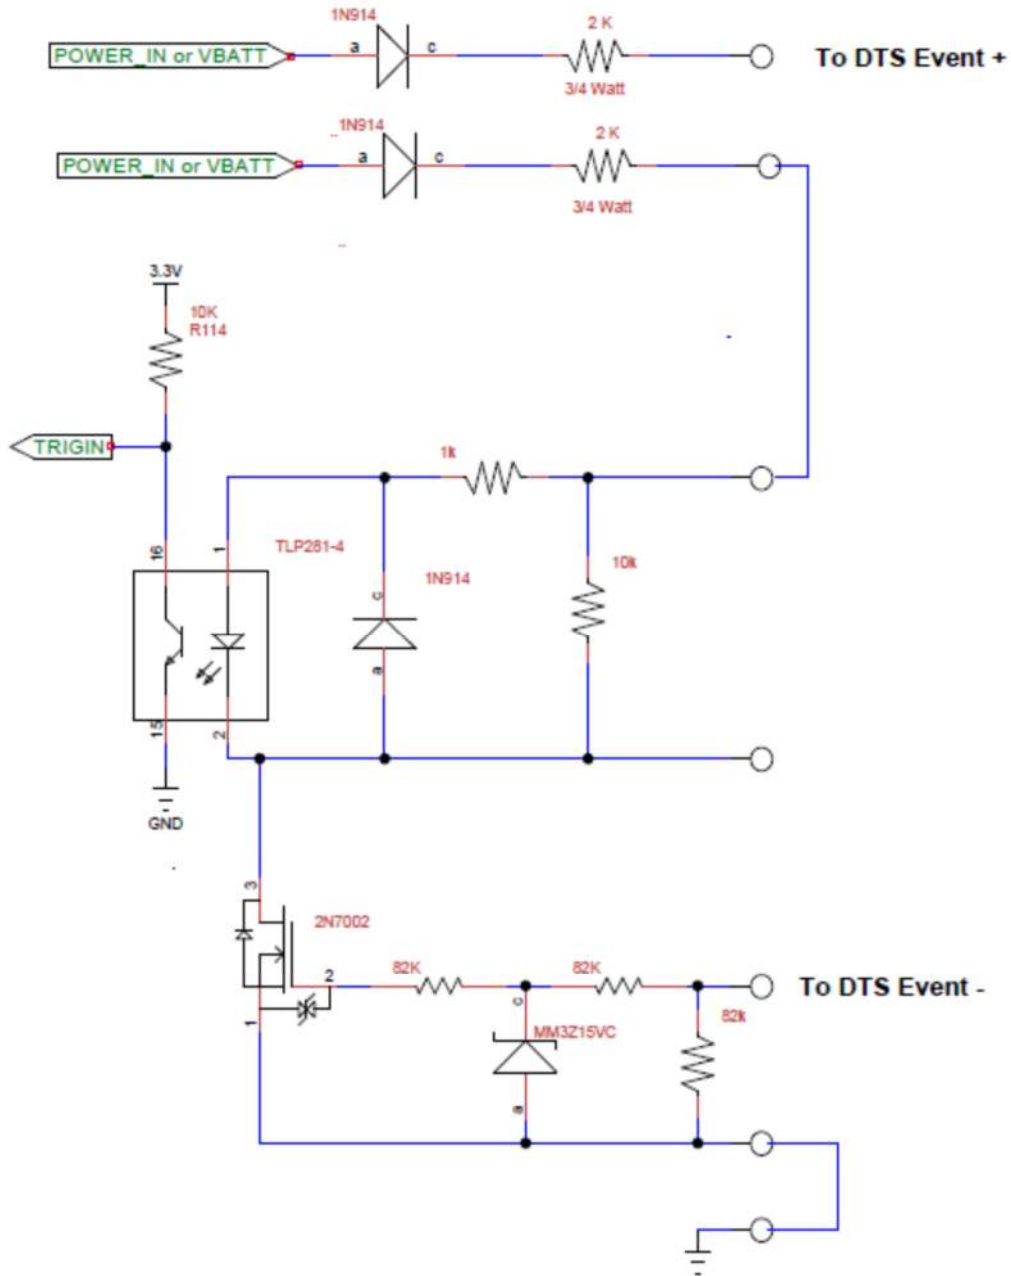 1N914
2 K
POWER_IN or VBATT
a
c
To DTS Event +
3/4 Watt
1N914
2 K
POWER_IN or VBATT
a
c
3/4 Watt
3.3V
10K
R114
TRIGIN
1k
16
1
TLP281-4
1N914
10k
c
a
15
2
GND
3
2N7002
82K
82K
2
To DTS Event -
c
82k
MM3Z15VC
1
a